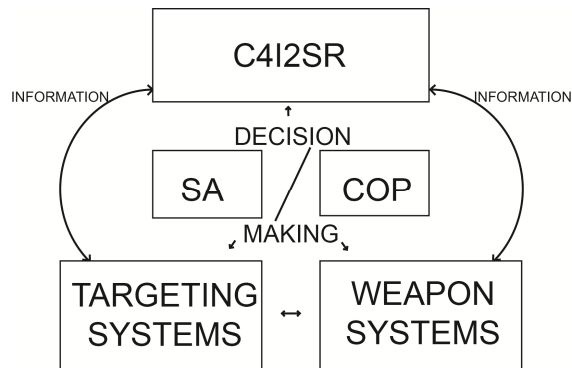 C4I2SR
INFORMATION
INFORMATION
DECISION
SA
COP
MAKING
TARGETING
SYSTEMS
WEAPON
SYSTEMS